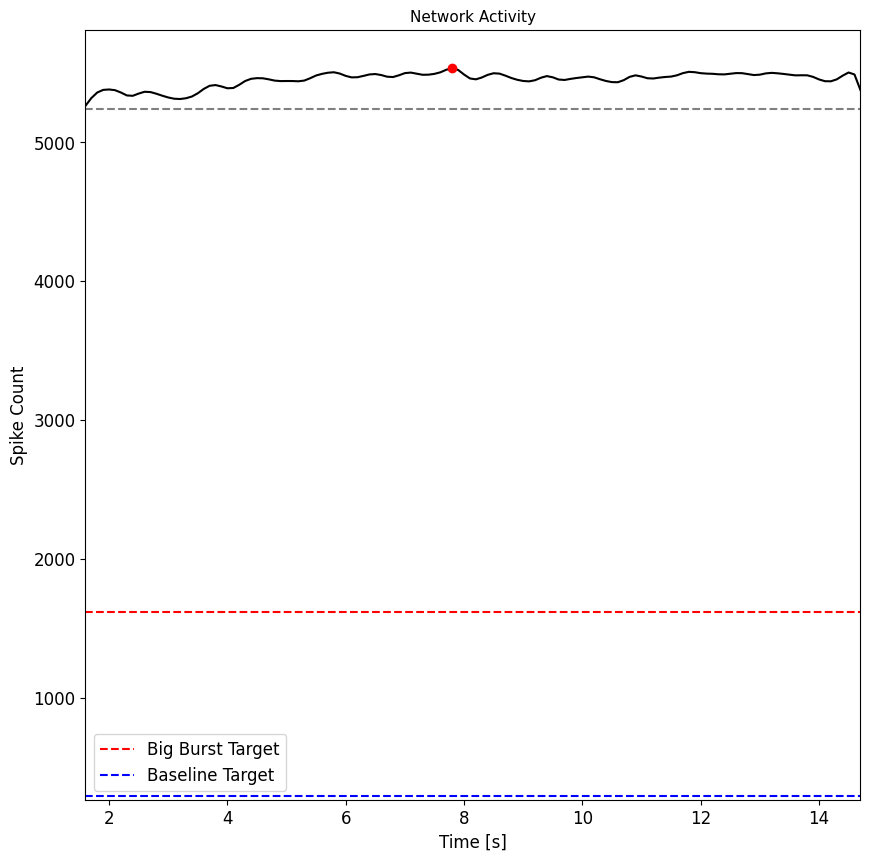 Network Activity
Spike Count
5000
4000
3000
2000
1000
Big Burst Target
Baseline Target
2 4 6 8 10 12 14
Time [s]